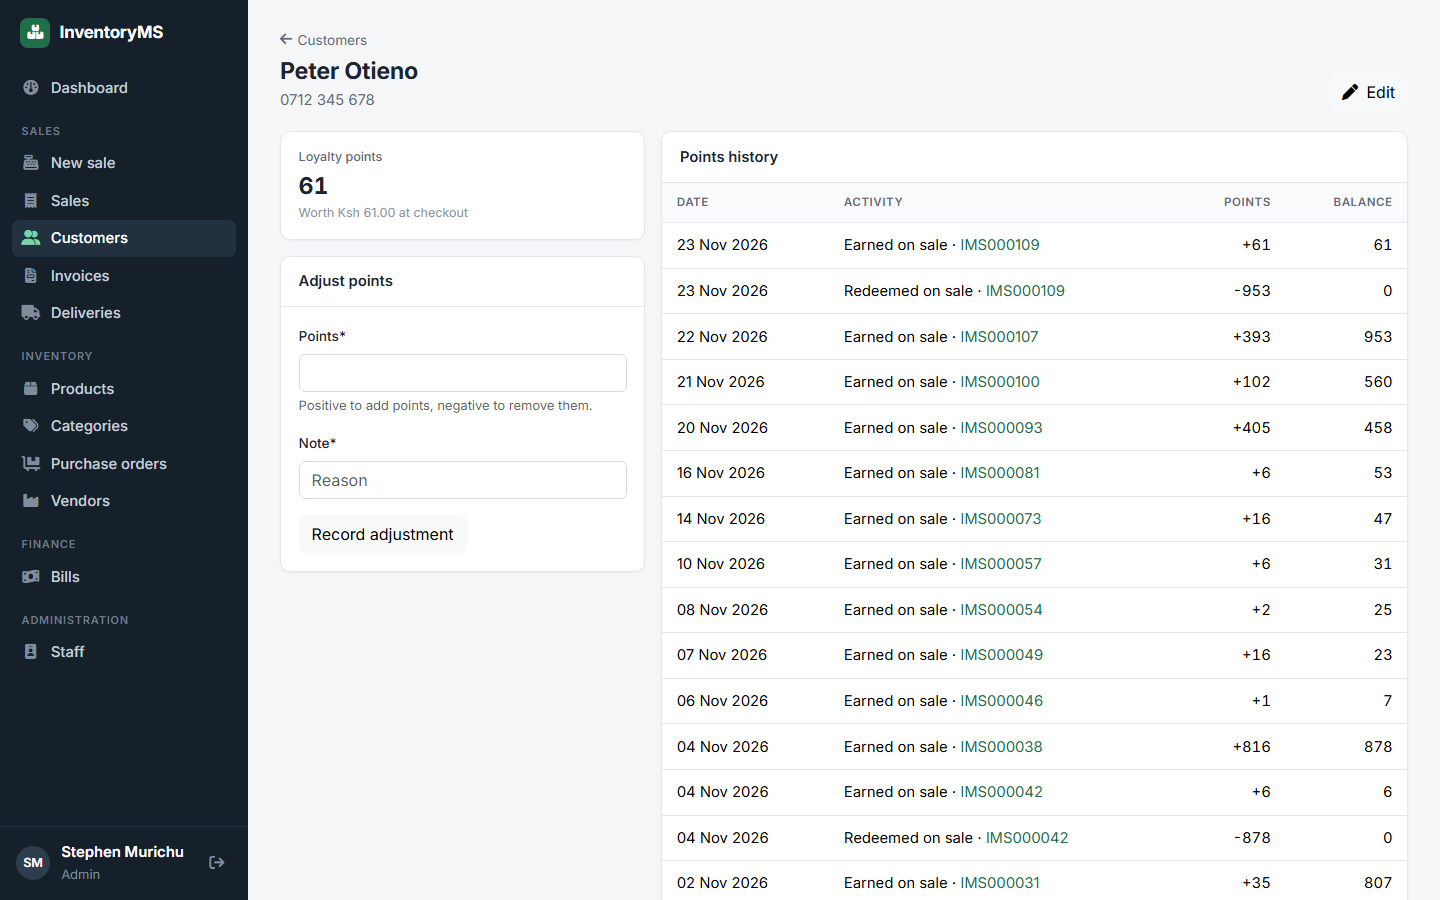 InventoryMS
Dashboard
SALES
New sale
Sales
Customers
Invoices
Deliveries
INVENTORY
Products
Categories
Purchase orders
Vendors
FINANCE
Bills
ADMINISTRATION
Staff
SM
Stephen Murichu
Admin
← Customers
Peter Otieno
0712 345 678
Edit
Loyalty points
61
Worth Ksh 61.00 at checkout
Adjust points
Points*
Positive to add points, negative to remove them.
Note*
Reason
Record adjustment
Points history
DATE ACTIVITY POINTS BALANCE
23 Nov 2026 Earned on sale · IMS000109 +61 61
23 Nov 2026 Redeemed on sale · IMS000109 -953 0
22 Nov 2026 Earned on sale · IMS000107 +393 953
21 Nov 2026 Earned on sale · IMS000100 +102 560
20 Nov 2026 Earned on sale · IMS000093 +405 458
16 Nov 2026 Earned on sale · IMS000081 +6 53
14 Nov 2026 Earned on sale · IMS000073 +16 47
10 Nov 2026 Earned on sale · IMS000057 +6 31
08 Nov 2026 Earned on sale · IMS000054 +2 25
07 Nov 2026 Earned on sale · IMS000049 +16 23
06 Nov 2026 Earned on sale · IMS000046 +1 7
04 Nov 2026 Earned on sale · IMS000038 +816 878
04 Nov 2026 Earned on sale · IMS000042 +6 6
04 Nov 2026 Redeemed on sale · IMS000042 -878 0
02 Nov 2026 Earned on sale · IMS000031 +35 807